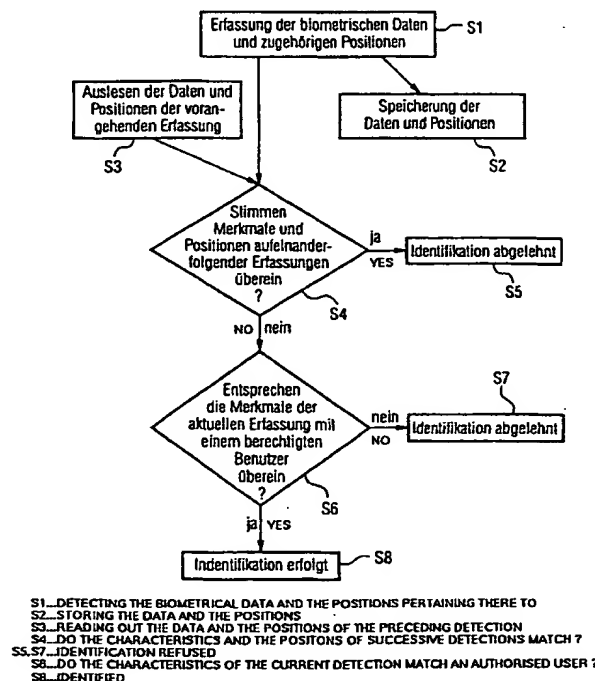 Erfassung der biometrischen Daten
und zugehörigen Positionen
S1
Auslesen der Daten und
Positionen der voran-
gehenden Erfassung
S3
Speicherung der
Daten und Positionen
S2
Stimmen
Merkmale und
Positionen aufeinander-
folgender Erfassungen
überein
?
S4
ja
YES
Identifikation abgelehnt
S5
NO nein
Entsprechen
die Merkmale der
aktuellen Erfassung mit
einem berechtigten
Benutzer
überein
?
S6
nein
NO
Identifikation abgelehnt
S7
ja YES
Indentifikation erfolgt
S8
S1...DETECTING THE BIOMETRICAL DATA AND THE POSITIONS PERTAINING THERE TO
S2...STORING THE DATA AND THE POSITIONS
S3...READING OUT THE DATA AND THE POSITIONS OF THE PRECEDING DETECTION
S4...DO THE CHARACTERISTICS AND THE POSITONS OF SUCCESSIVE DETECTIONS MATCH ?
S5,S7...IDENTIFICATION REFUSED
S8...DO THE CHARACTERISTICS OF THE CURRENT DETECTION MATCH AN AUTHORISED USER ?
S8...IDENTIFIED